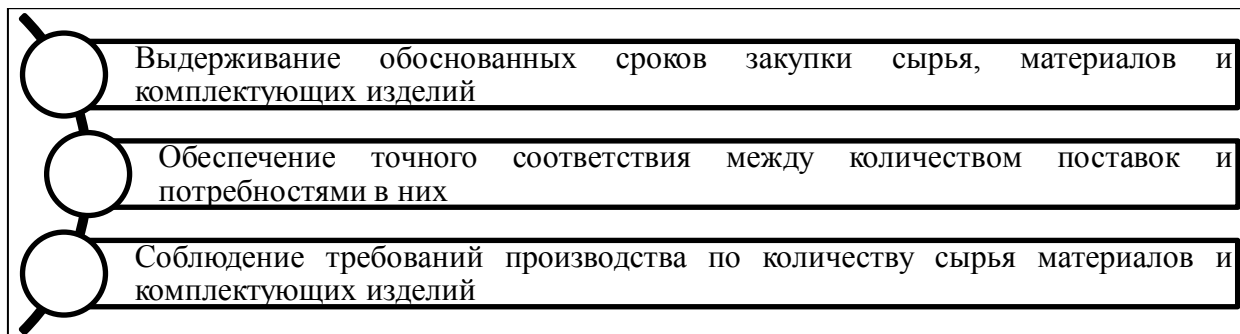 Выдерживание обоснованных сроков закупки сырья, материалов и
комплектующих изделий
Обеспечение точного соответствия между количеством поставок и
потребностями в них
Соблюдение требований производства по количеству сырья материалов и
комплектующих изделий